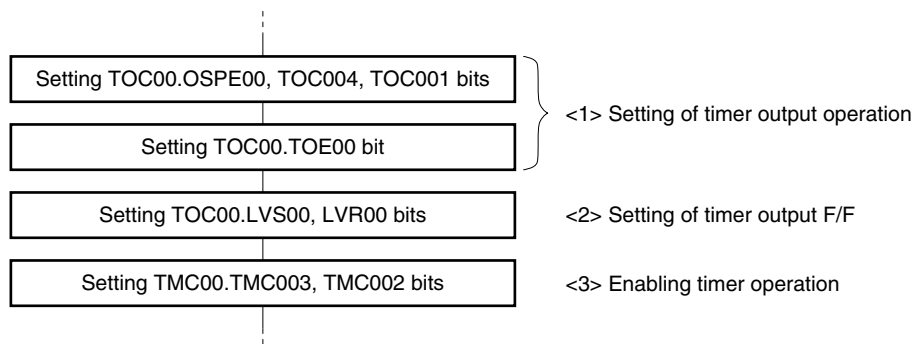 Setting TOC00.OSPE00, TOC004, TOC001 bits
<1> Setting of timer output operation
Setting TOC00.TOE00 bit
Setting TOC00.LVS00, LVR00 bits
<2> Setting of timer output F/F
Setting TMC00.TMC003, TMC002 bits
<3> Enabling timer operation